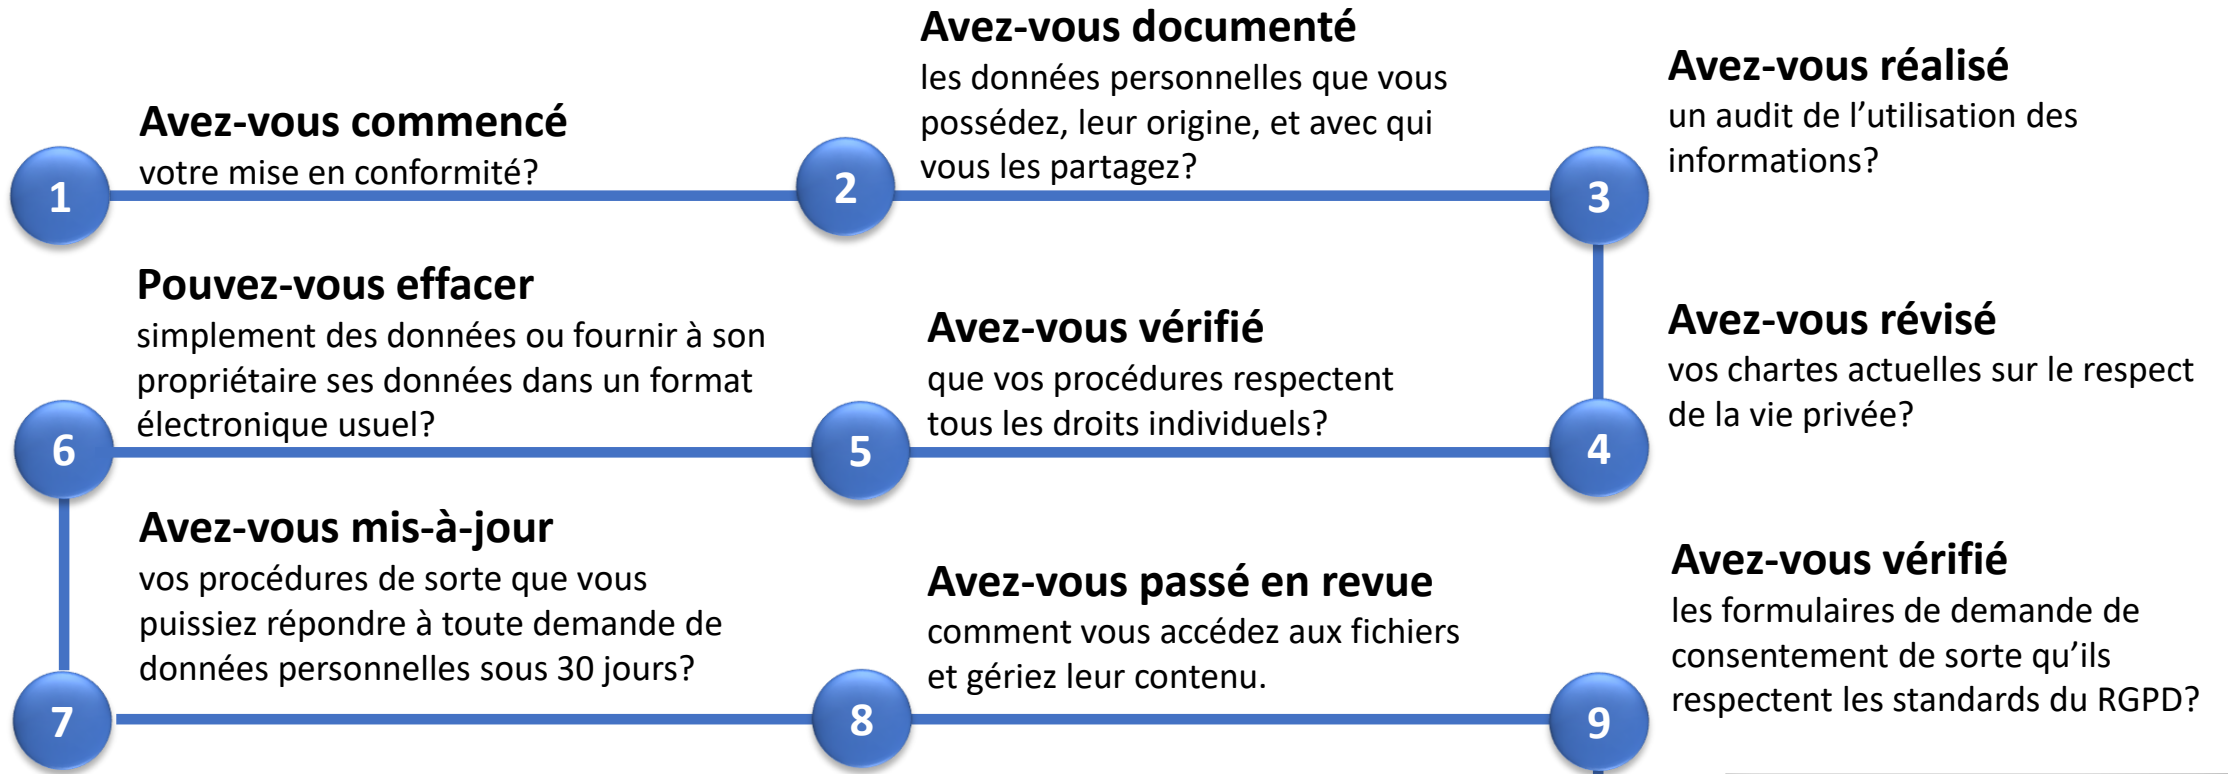 1
Avez-vous commencé
votre mise en conformité?
2
Avez-vous documenté
les données personnelles que vous
possédez, leur origine, et avec qui
vous les partagez?
3
Avez-vous réalisé
un audit de l’utilisation des
informations?
4
Avez-vous révisé
vos chartes actuelles sur le respect
de la vie privée?
5
Avez-vous vérifié
que vos procédures respectent
tous les droits individuels?
6
Pouvez-vous effacer
simplement des données ou fournir à son
propriétaire ses données dans un format
électronique usuel?
7
Avez-vous mis-à-jour
vos procédures de sorte que vous
puissiez répondre à toute demande de
données personnelles sous 30 jours?
8
Avez-vous passé en revue
comment vous accédez aux fichiers
et gériez leur contenu.
9
Avez-vous vérifié
les formulaires de demande de
consentement de sorte qu’ils
respectent les standards du RGPD?